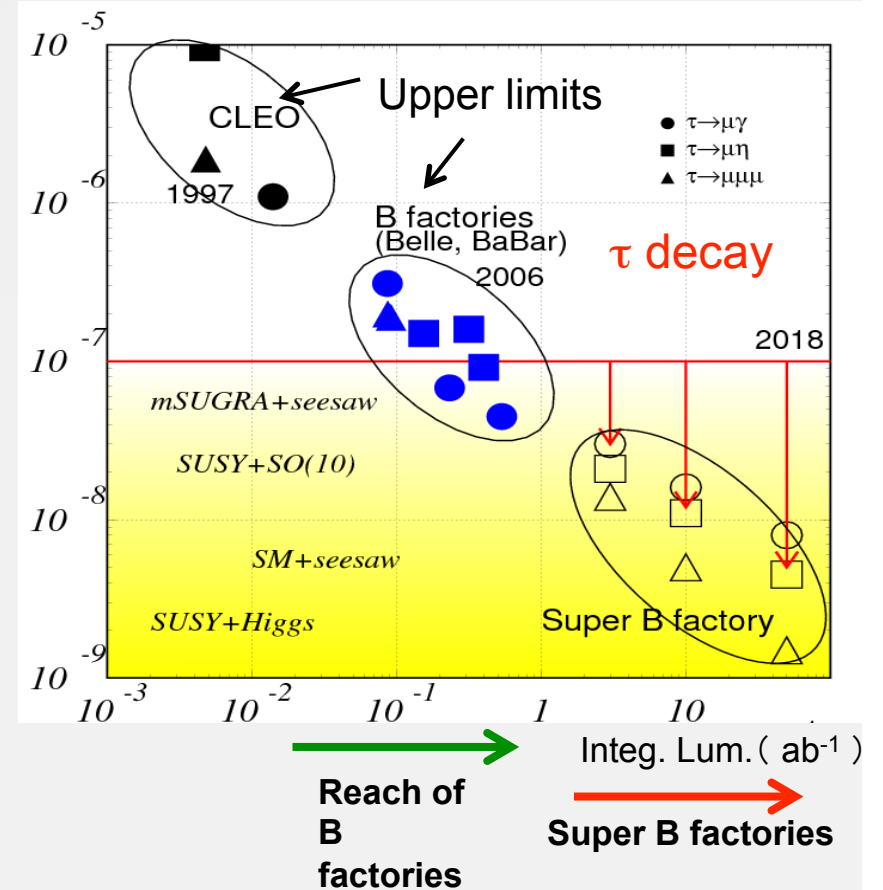 10 -5
Upper limits
CLEO
τ→μγ
τ→μη
τ→μμμ
10 -6
1997
B factories
(Belle, BaBar)
τ decay
2006
10 -7
2018
mSUGRA+seesaw
SUSY+SO(10)
10 -8
SM+seesaw
SUSY+Higgs
Super B factory
10 -9
10 -3 10 -2 10 -1 1 10
Integ. Lum.( ab-1 )
Reach of
B
factories
Super B factories